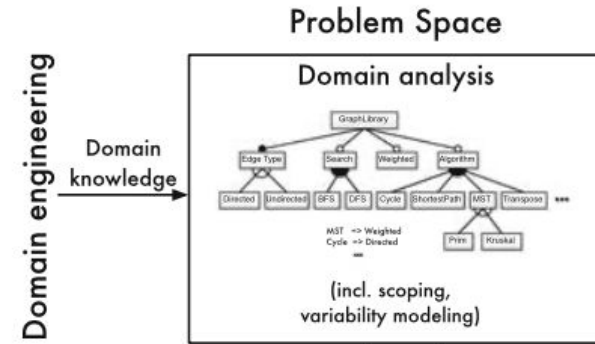 Problem Space
Domain engineering
Domain
knowledge
Domain analysis
GraphLibrary
Edge Type Search Weighted Algorithm
Directed Undirected BFS DFS Cycle ShortestPath MST Transpose
MST => Weighted
Cycle => Directed
Prim Kruskal
(incl. scoping,
variability modeling)